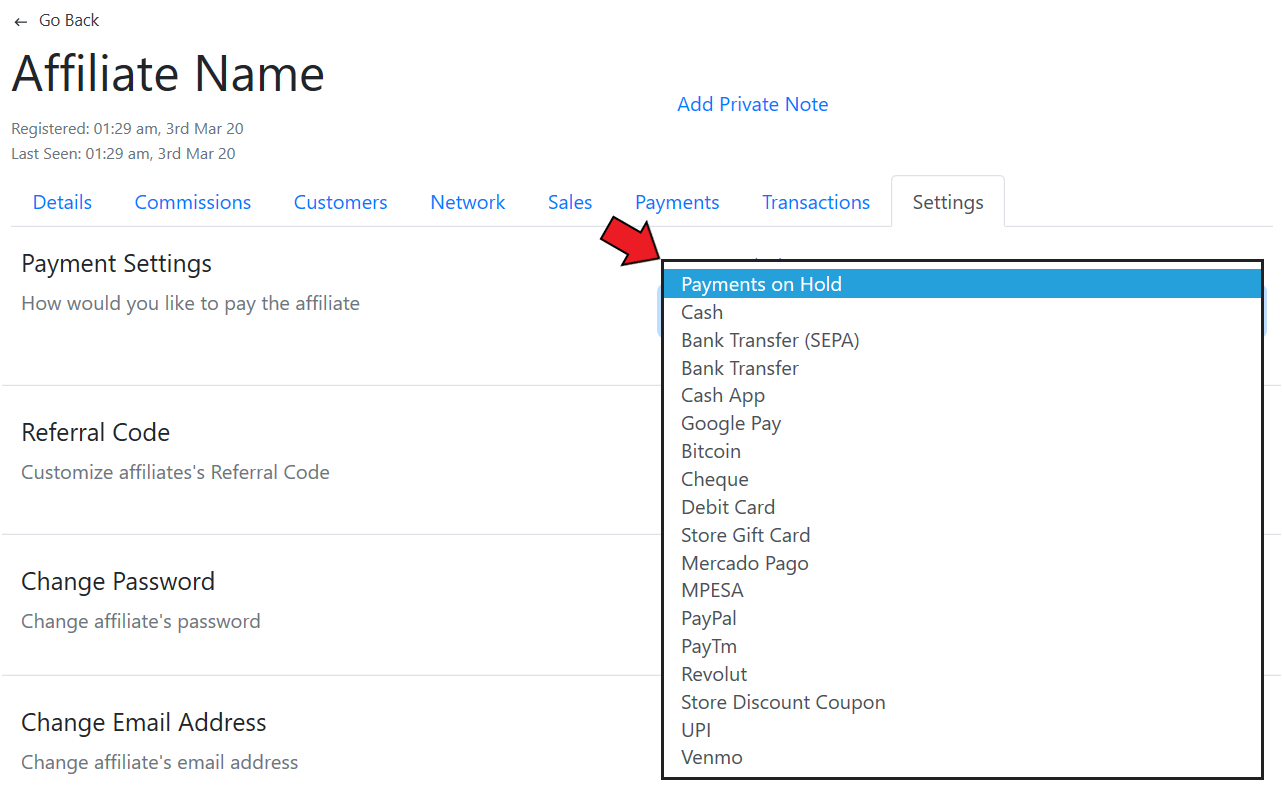 ← Go Back
Affiliate Name
Add Private Note
Registered: 01:29 am, 3rd Mar 20
Last Seen: 01:29 am, 3rd Mar 20
Details Commissions Customers Network Sales Payments Transactions Settings
Payment Settings
How would you like to pay the affiliate
Payments on Hold
Cash
Bank Transfer (SEPA)
Bank Transfer
Cash App
Google Pay
Bitcoin
Cheque
Debit Card
Store Gift Card
Mercado Pago
MPESA
PayPal
PayTm
Revolut
Store Discount Coupon
UPI
Venmo
Referral Code
Customize affiliates's Referral Code
Change Password
Change affiliate's password
Change Email Address
Change affiliate's email address